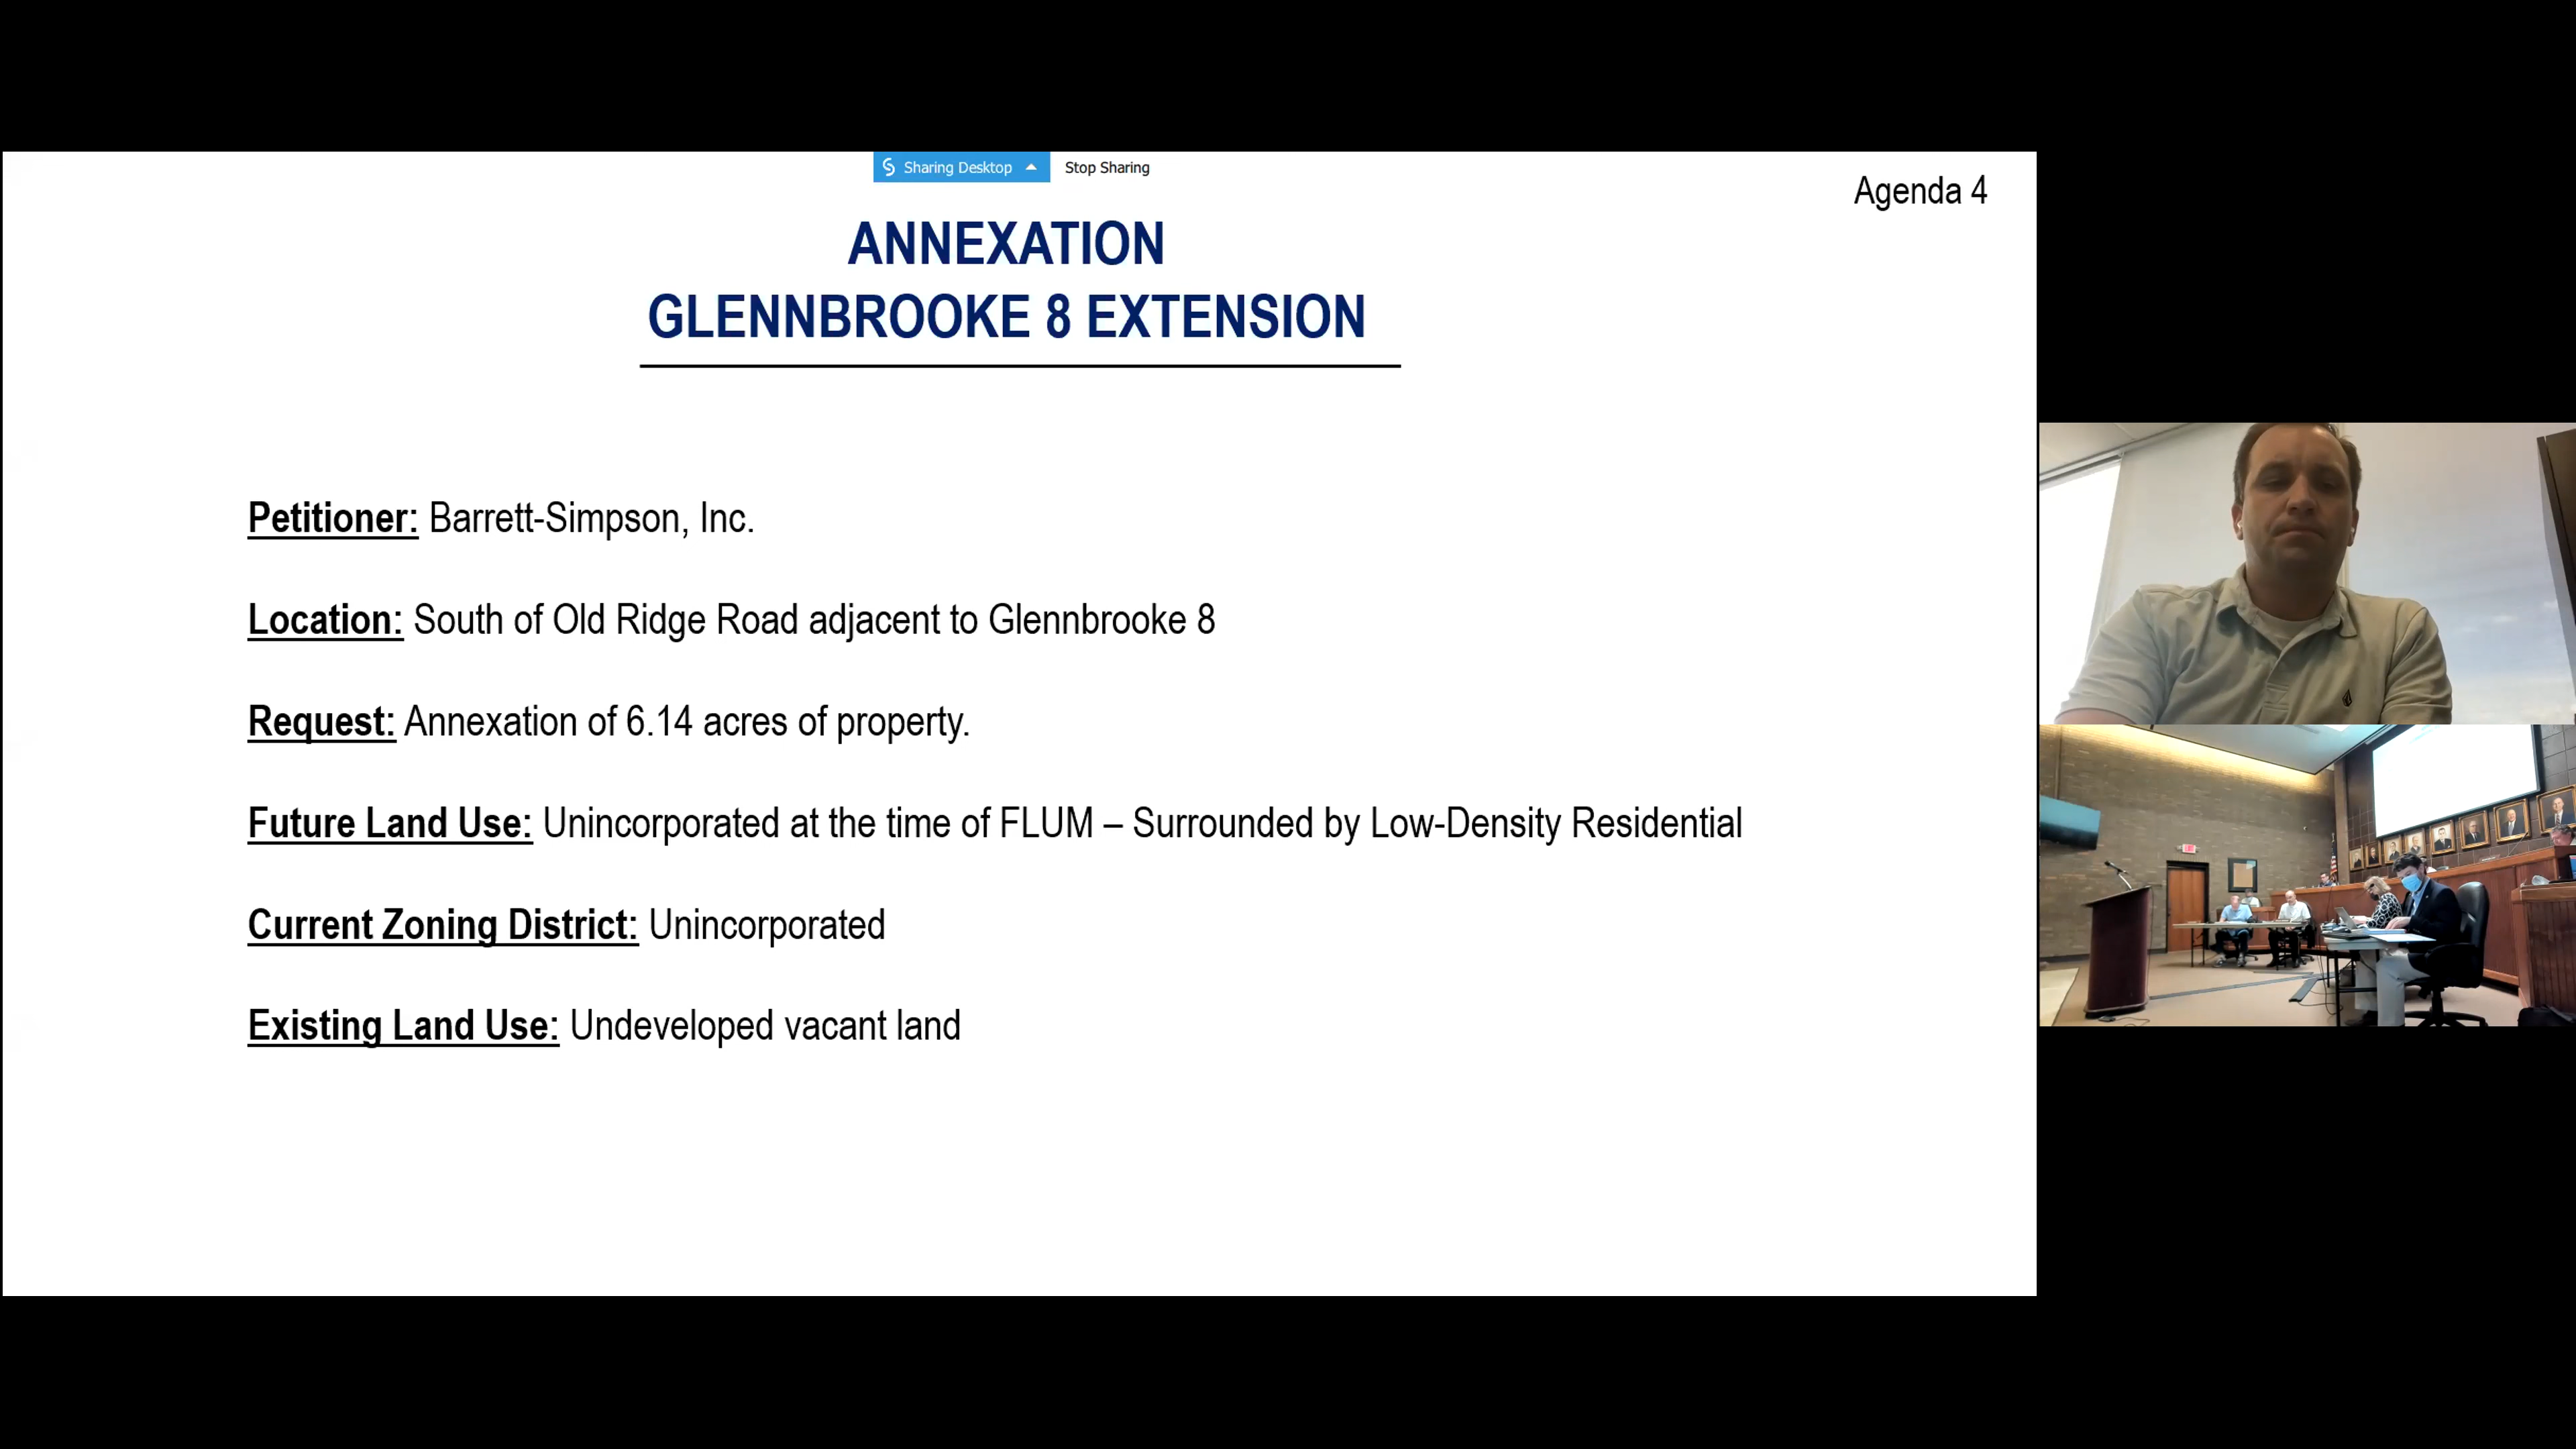 Sharing Desktop Stop Sharing
Agenda 4
ANNEXATION
GLENNBROOKE 8 EXTENSION
Petitioner: Barrett-Simpson, Inc.
Location: South of Old Ridge Road adjacent to Glennbrooke 8
Request: Annexation of 6.14 acres of property.
Future Land Use: Unincorporated at the time of FLUM – Surrounded by Low-Density Residential
Current Zoning District: Unincorporated
Existing Land Use: Undeveloped vacant land